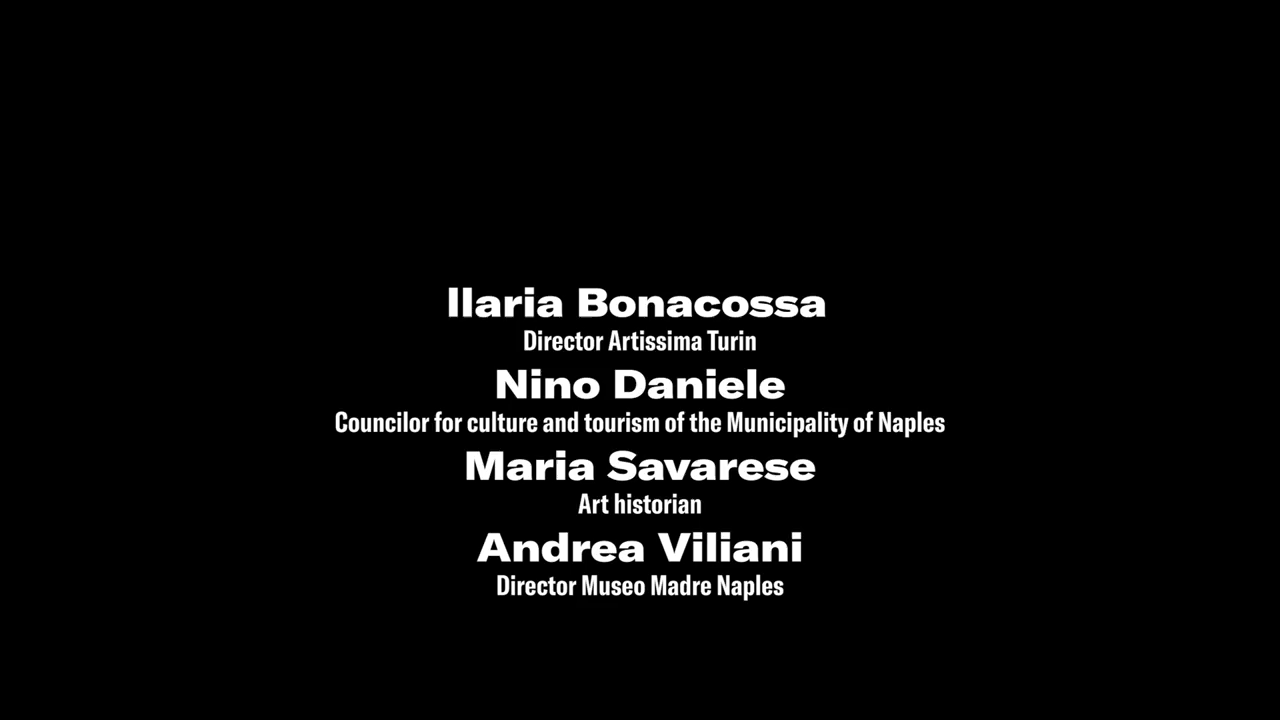 Ilaria Bonacossa
Director Artissima Turin
Nino Daniele
Councilor for culture and tourism of the Municipality of Naples
Maria Savarese
Art historian
Andrea Viliani
Director Museo Madre Naples